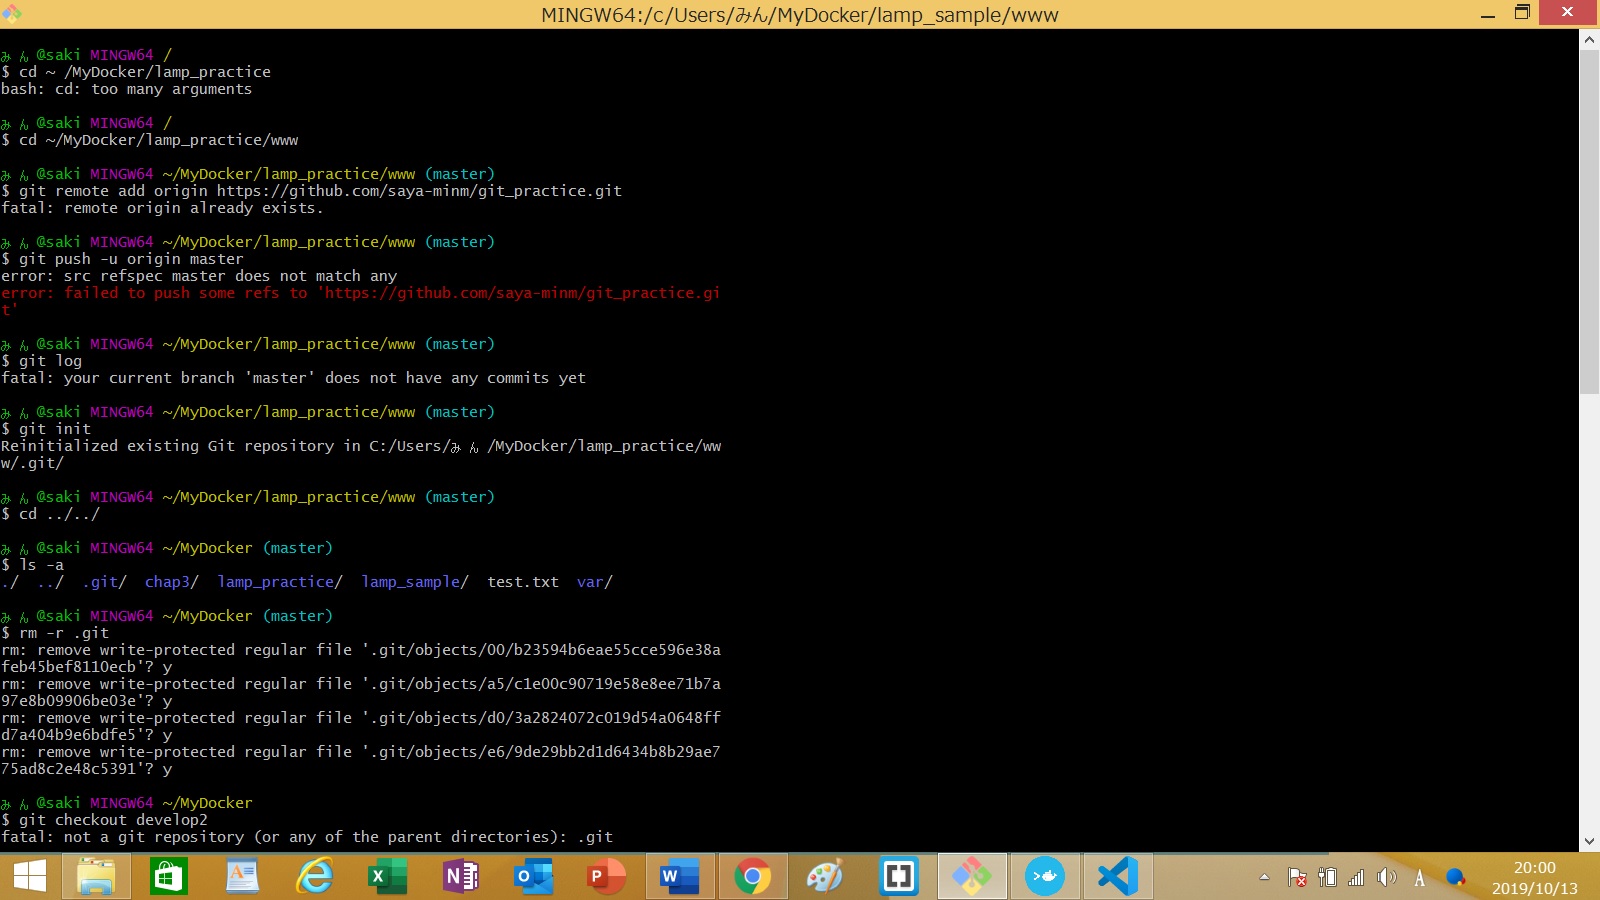 MINGW64:/c/Users/みん/MyDocker/lamp_sample/www
みん@saki MINGW64 /
$ cd ~ /MyDocker/lamp_practice
bash: cd: too many arguments
みん@saki MINGW64 /
$ cd ~/MyDocker/lamp_practice/www
みん@saki MINGW64 ~/MyDocker/lamp_practice/www (master)
$ git remote add origin https://github.com/saya-minm/git_practice.git
fatal: remote origin already exists.
みん@saki MINGW64 ~/MyDocker/lamp_practice/www (master)
$ git push -u origin master
error: src refspec master does not match any
error: failed to push some refs to 'https://github.com/saya-minm/git_practice.gi
t'
みん@saki MINGW64 ~/MyDocker/lamp_practice/www (master)
$ git log
fatal: your current branch 'master' does not have any commits yet
みん@saki MINGW64 ~/MyDocker/lamp_practice/www (master)
$ git init
Reinitialized existing Git repository in C:/Users/みん/MyDocker/lamp_practice/ww
w/.git/
みん@saki MINGW64 ~/MyDocker/lamp_practice/www (master)
$ cd ../../
みん@saki MINGW64 ~/MyDocker (master)
$ ls -a
./ ../ .git/ chap3/ lamp_practice/ lamp_sample/ test.txt var/
みん@saki MINGW64 ~/MyDocker (master)
$ rm -r .git
rm: remove write-protected regular file '.git/objects/00/b23594b6eae55cce596e38a
feb45bef8110ecb'? y
rm: remove write-protected regular file '.git/objects/a5/c1e00c90719e58e8ee71b7a
97e8b09906be03e'? y
rm: remove write-protected regular file '.git/objects/d0/3a2824072c019d54a0648ff
d7a404b9e6bdfe5'? y
rm: remove write-protected regular file '.git/objects/e6/9de29bb2d1d6434b8b29ae7
75ad8c2e48c5391'? y
みん@saki MINGW64 ~/MyDocker
$ git checkout develop2
fatal: not a git repository (or any of the parent directories): .git
A
20:00
2019/10/13